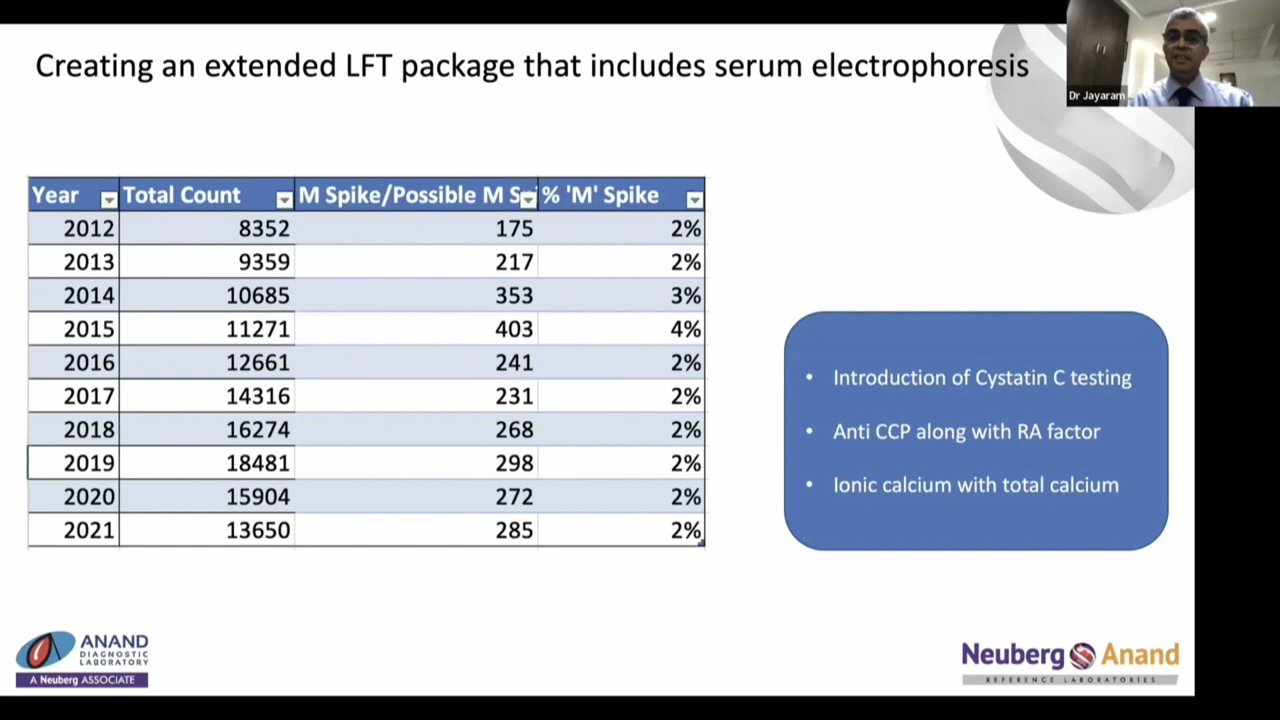 Creating an extended LFT package that includes serum electrophoresis
Dr Jayaram
Year Total Count M Spike/Possible M S % 'M' Spike
2012 8352 175 2%
2013 9359 217 2%
2014 10685 353 3%
2015 11271 403 4%
2016 12661 241 2%
2017 14316 231 2%
2018 16274 268 2%
2019 18481 298 2%
2020 15904 272 2%
2021 13650 285 2%
• Introduction of Cystatin C testing
• Anti CCP along with RA factor
• Ionic calcium with total calcium
ANAND
DIAGNOSTIC
LABORATORY
A Neuberg ASSOCIATE
Neuberg Anand
REFERENCE LABORATORIES